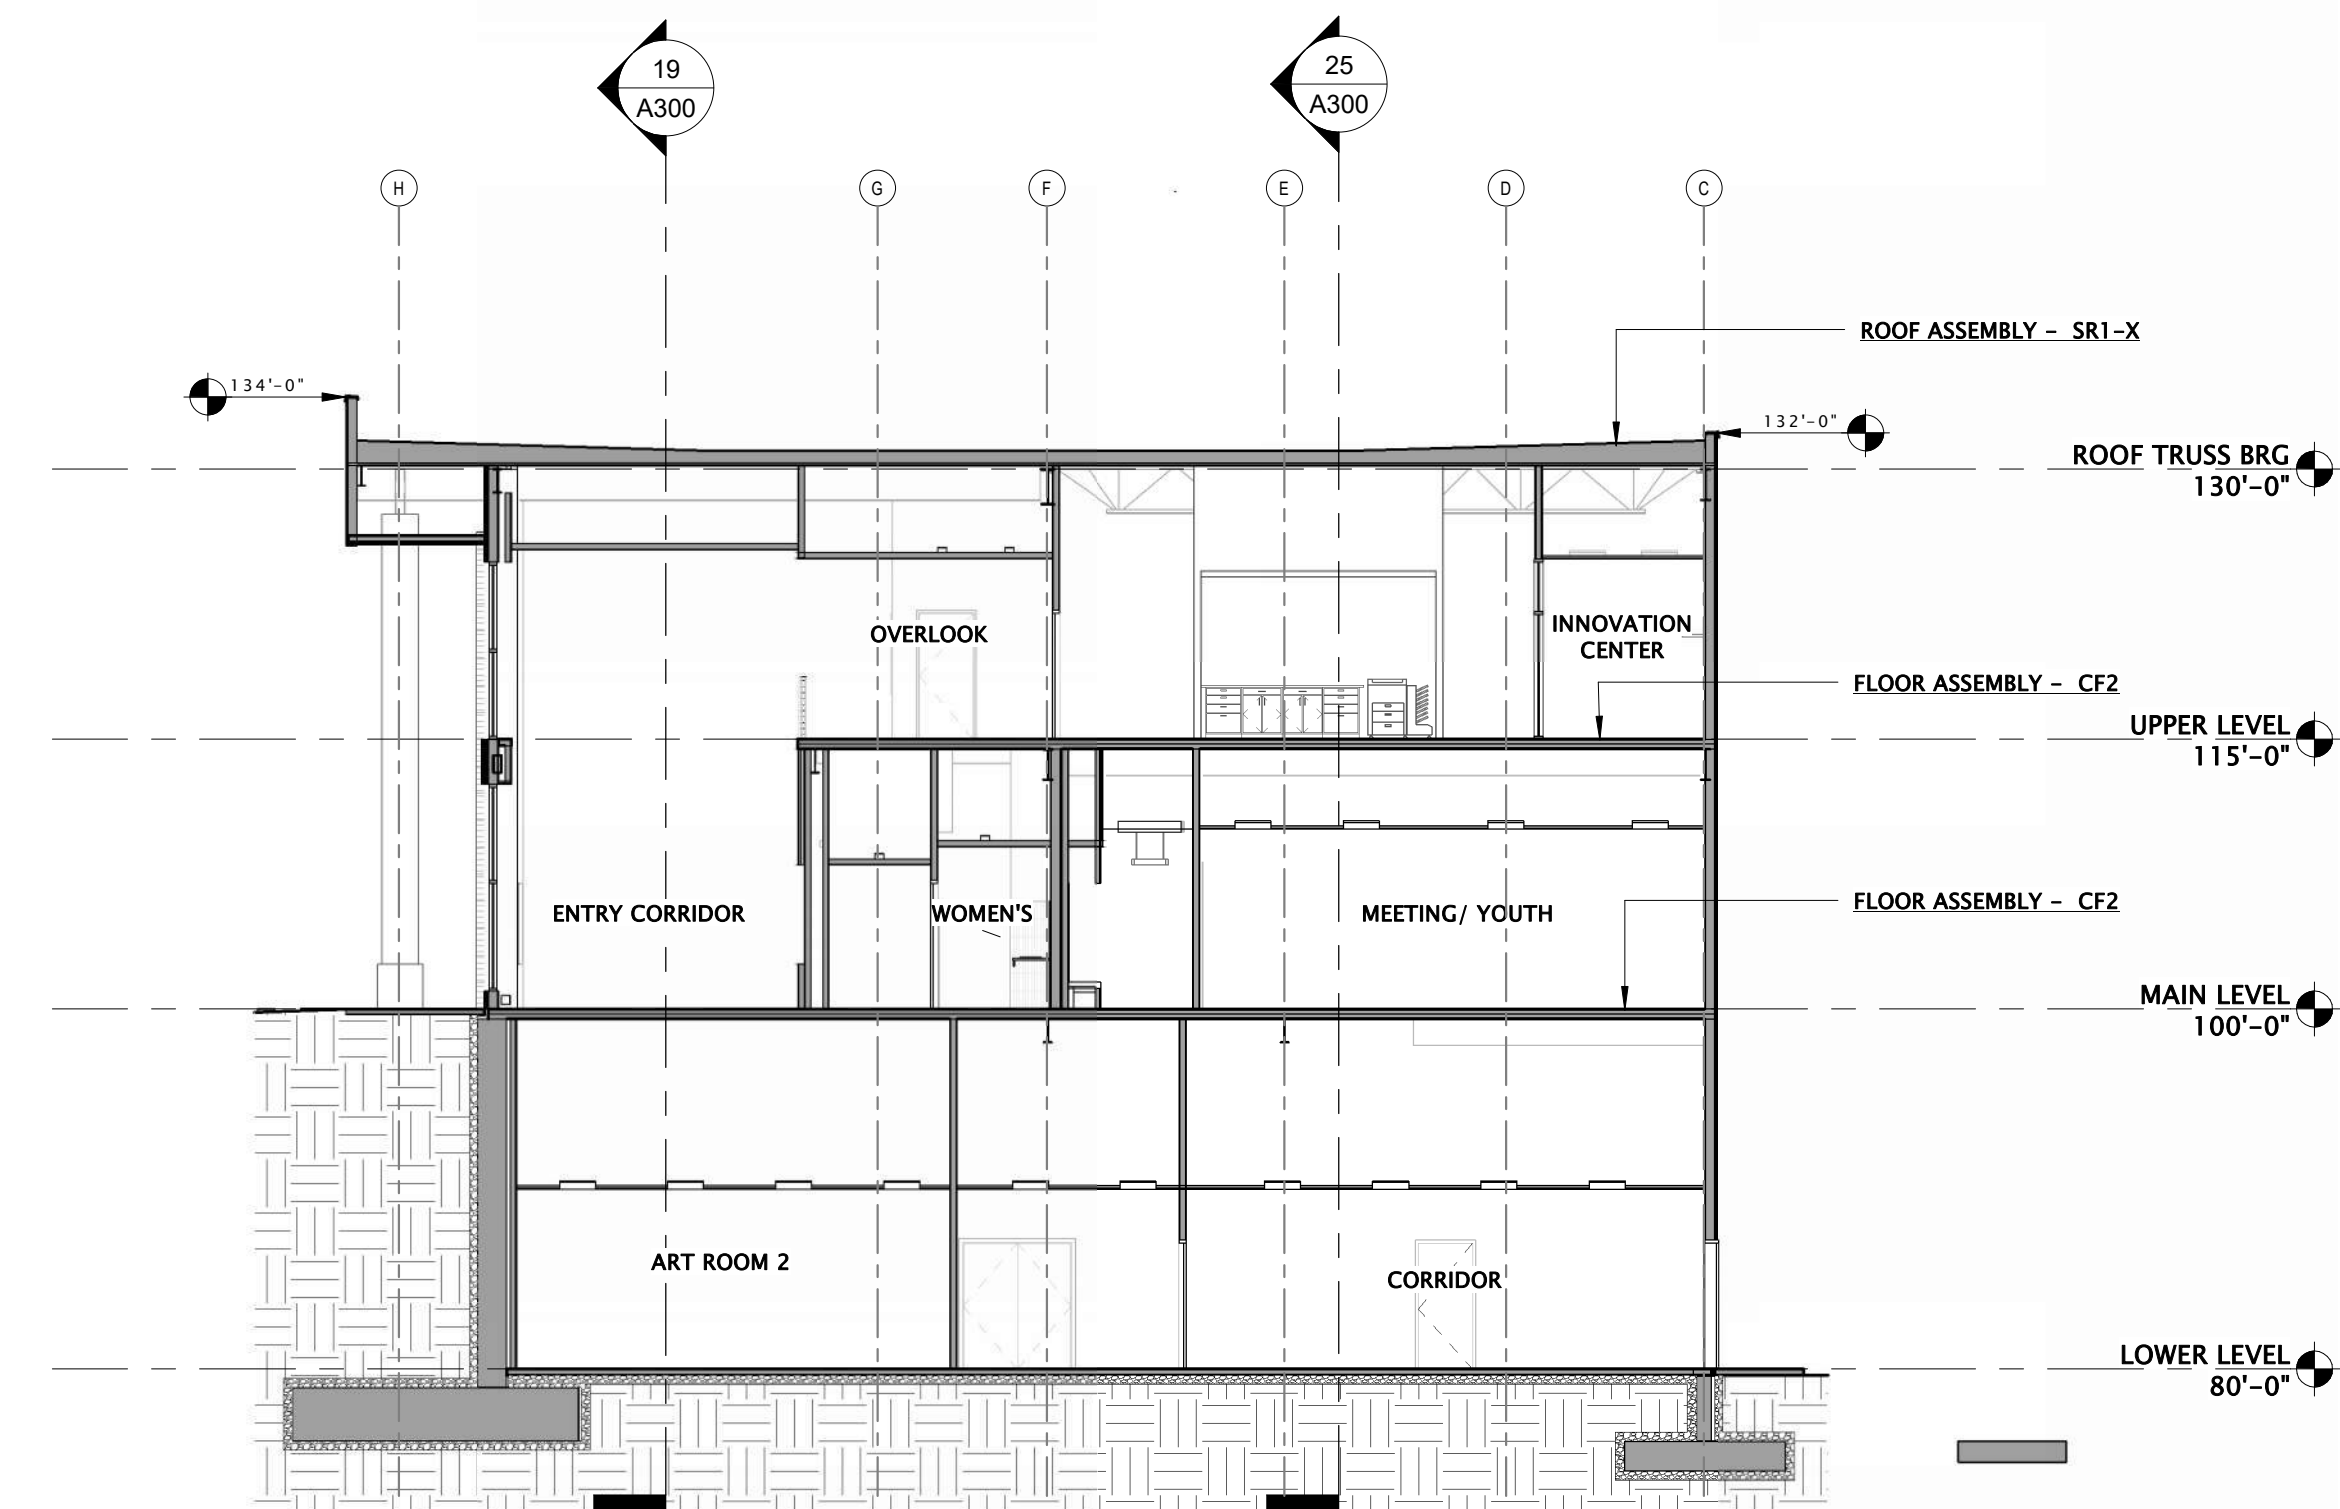 19
A300
25
A300
H
G
F
E
D
C
ROOF ASSEMBLY - SR1-X
134'-0"
132'-0"
ROOF TRUSS BRG
130'-0"
OVERLOOK
INNOVATION
CENTER
FLOOR ASSEMBLY - CF2
UPPER LEVEL
115'-0"
FLOOR ASSEMBLY - CF2
ENTRY CORRIDOR
WOMEN'S
MEETING/ YOUTH
MAIN LEVEL
100'-0"
ART ROOM 2
CORRIDOR
LOWER LEVEL
80'-0"